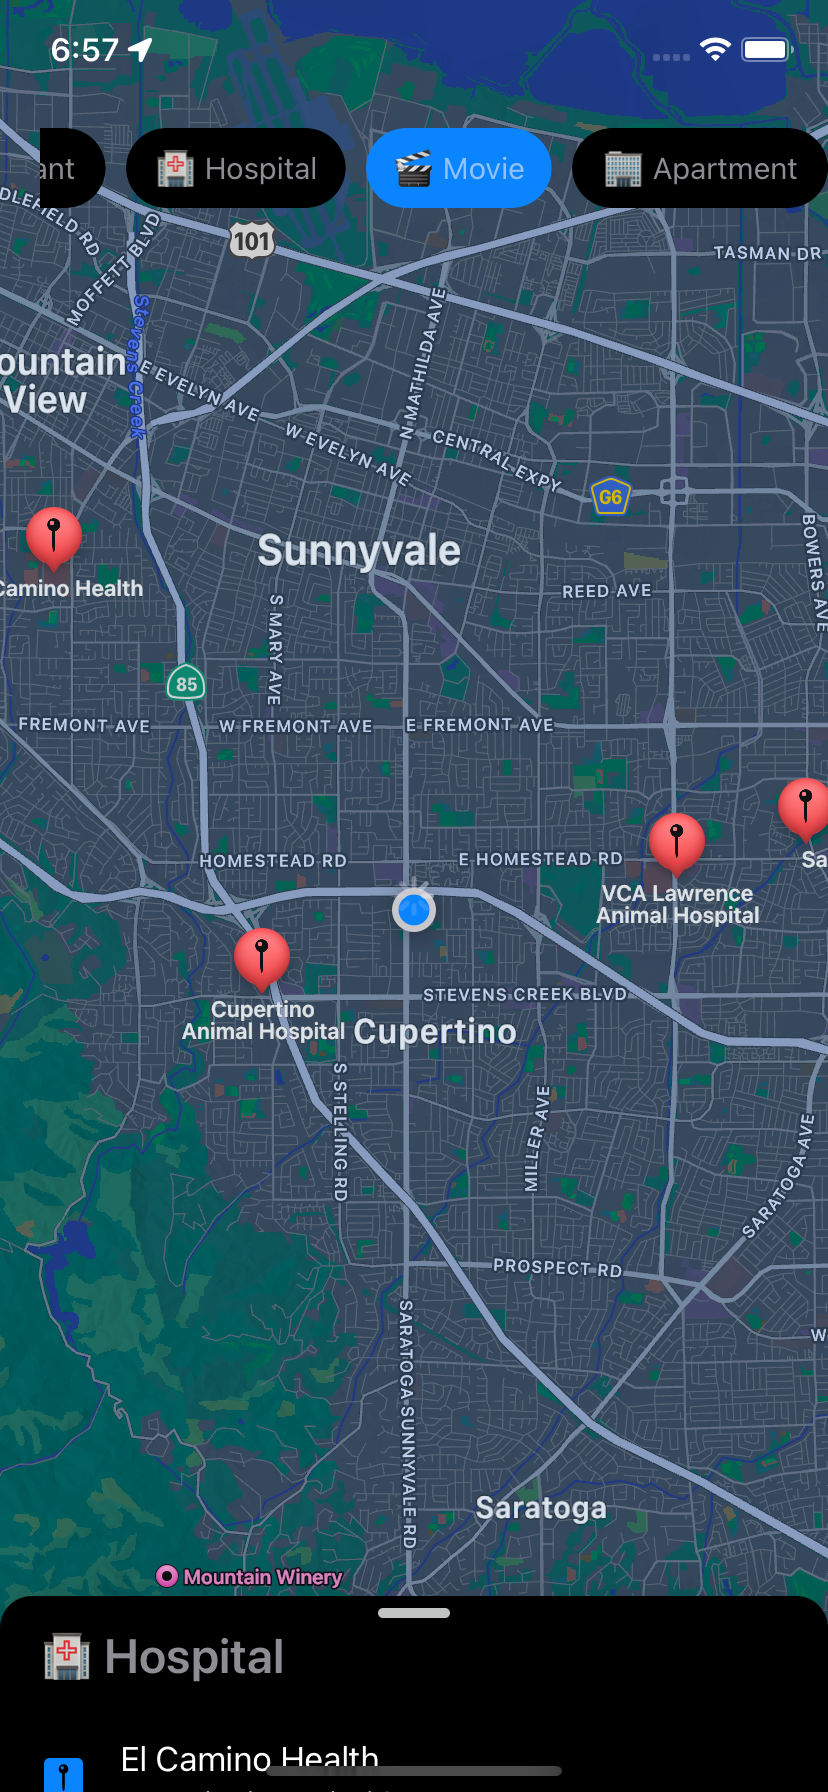 6:57
ant
Hospital
Movie
Apartment
101
TASMAN DR
MOFFETT BLVD
Stevens Creek
N MATHILDA AVE
View
E EVELYN AVE
W EVELYN AVE
CENTRAL EXPY
G6
BOWERS AVE
Sunnyvale
Camino Health
REED AVE
S MARY AVE
85
FREMONT AVE
W FREMONT AVE
E FREMONT AVE
HOMESTEAD RD
E HOMESTEAD RD
Sa
VCA Lawrence
Animal Hospital
STEVENS CREEK BLVD
Cupertino
Animal Hospital
Cupertino
S STELLING RD
MILLER AVE
SARATOGA AVE
PROSPECT RD
SARATOGA SUNNYVALE RD
W
Saratoga
Mountain Winery
Hospital
El Camino Health